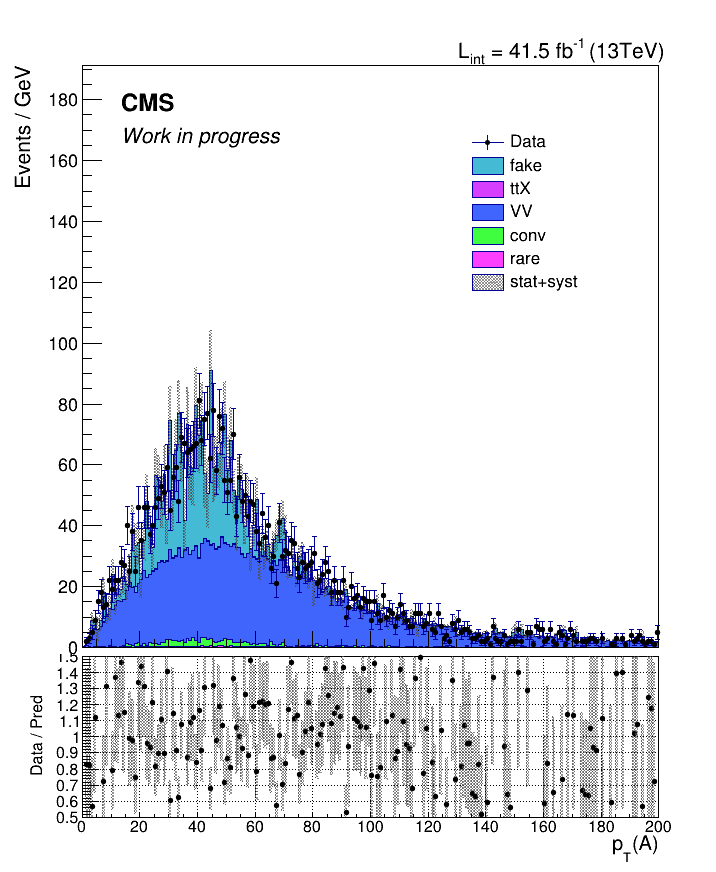 L_int = 41.5 fb^-1 (13TeV)
Events / GeV
CMS
Work in progress
Data
fake
ttX
VV
conv
rare
stat+syst
180
160
140
120
100
80
60
40
20
0
Data / Pred
1.5
1.4
1.3
1.2
1.1
1
0.9
0.8
0.7
0.6
0.5
0 20 40 60 80 100 120 140 160 180 200
p_T(A)